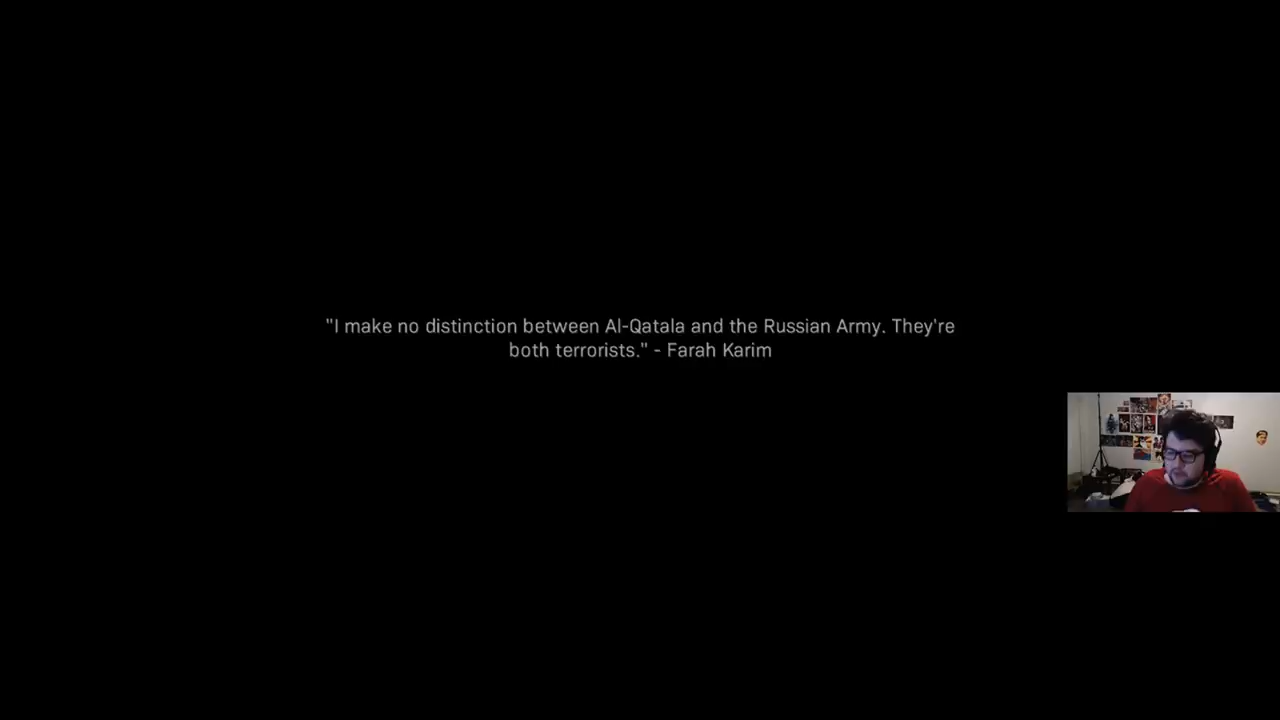 "I make no distinction between Al-Qatala and the Russian Army. They're
both terrorists." - Farah Karim